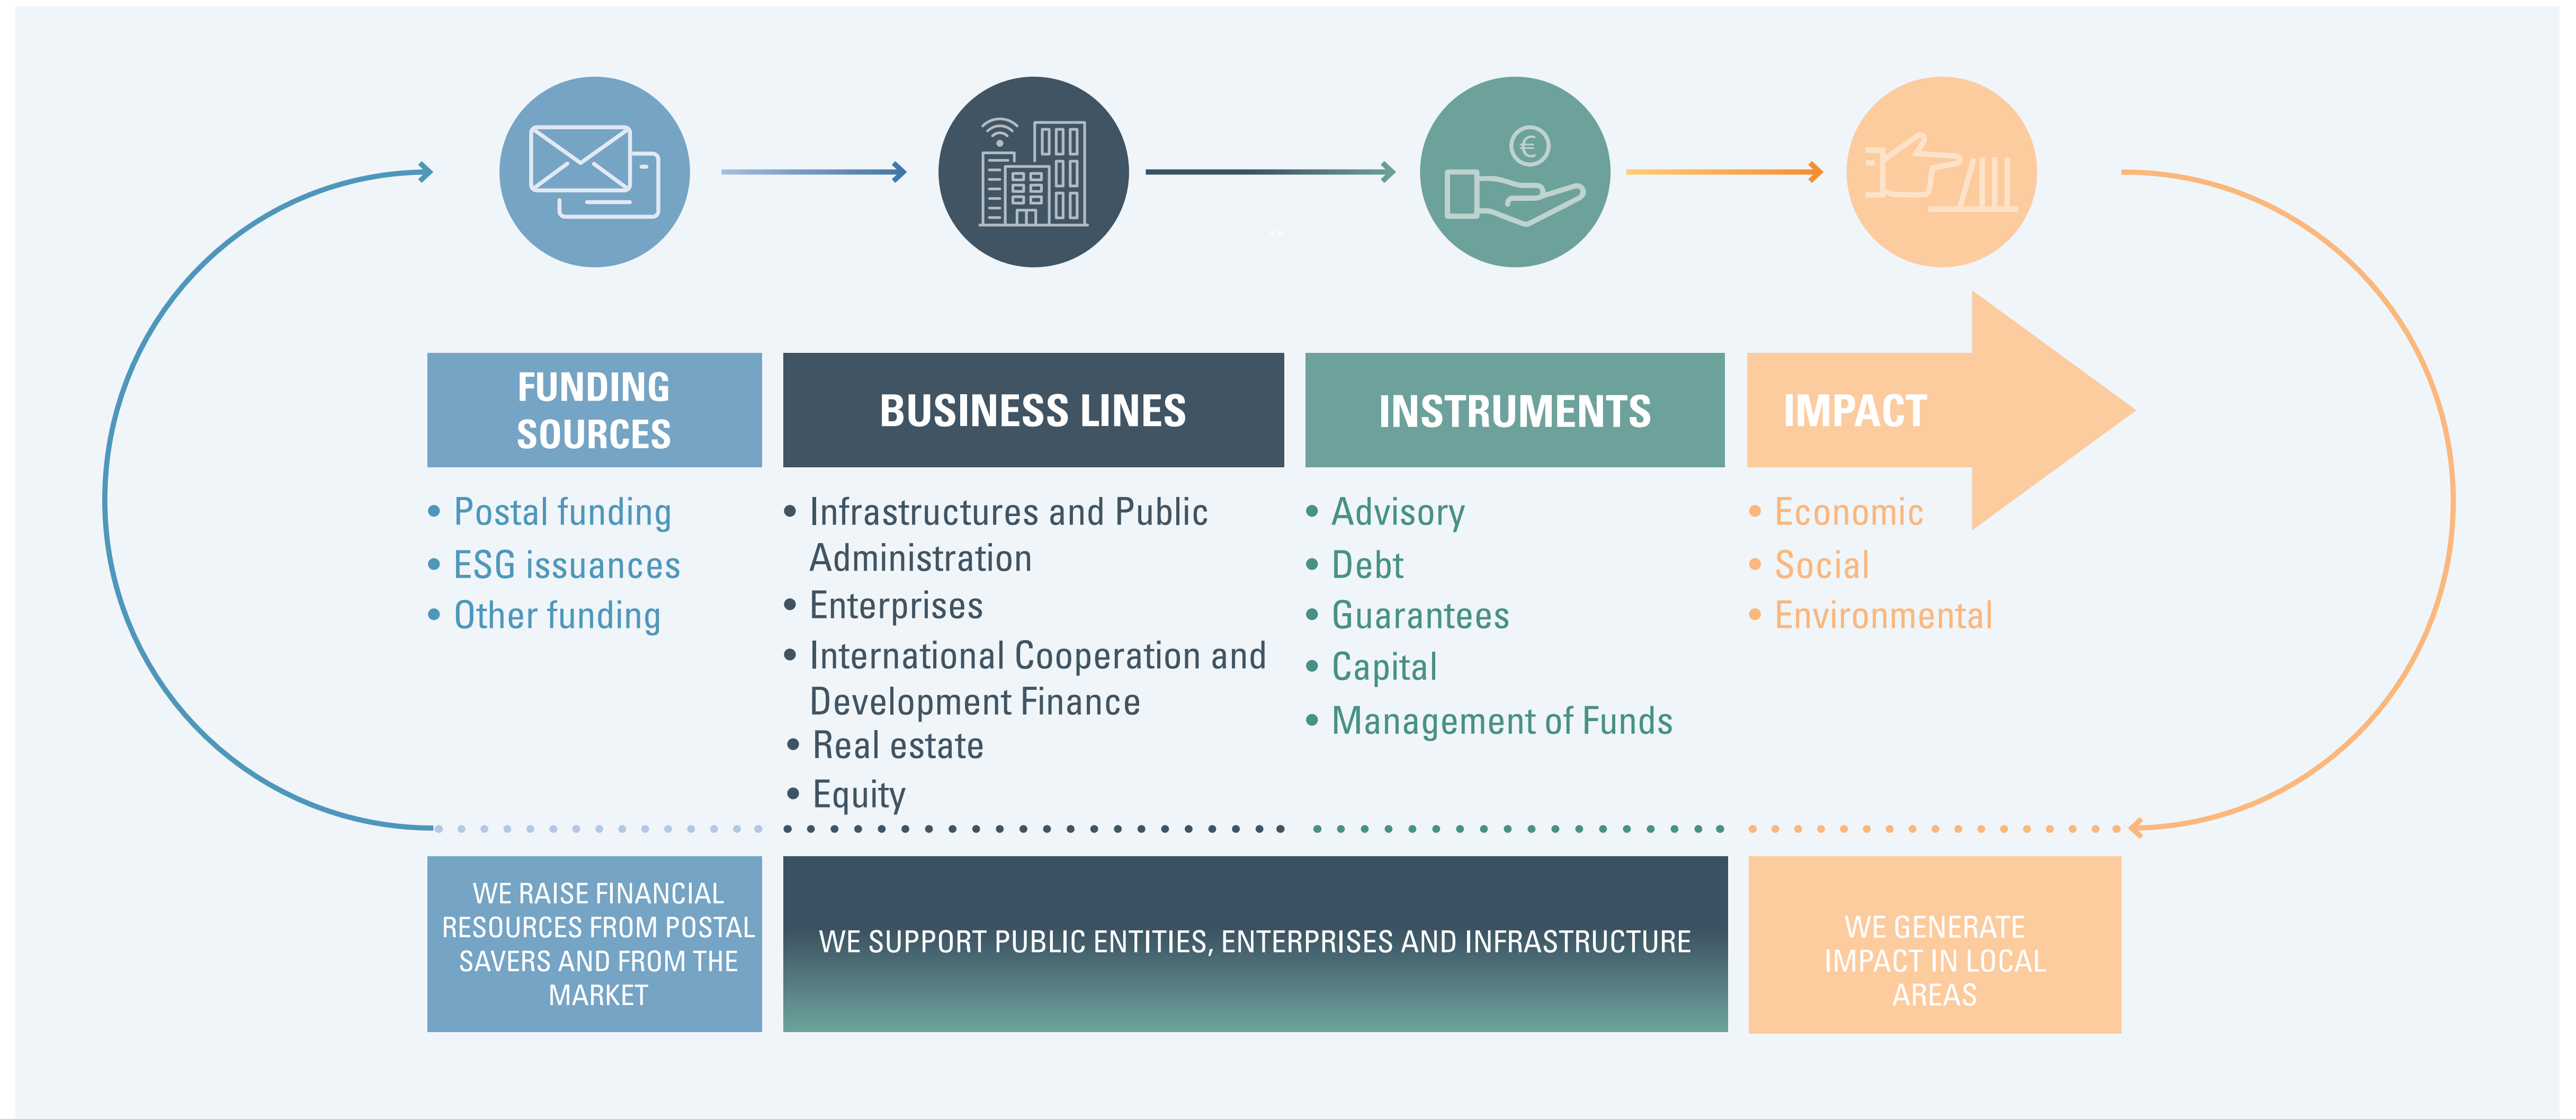 FUNDING
SOURCES
• Postal funding
• ESG issuances
• Other funding
BUSINESS LINES
• Infrastructures and Public
Administration
• Enterprises
• International Cooperation and
Development Finance
• Real estate
• Equity
€
INSTRUMENTS
• Advisory
• Debt
• Guarantees
• Capital
• Management of Funds
IMPACT
• Economic
• Social
• Environmental
WE RAISE FINANCIAL
RESOURCES FROM POSTAL
SAVERS AND FROM THE
MARKET
WE SUPPORT PUBLIC ENTITIES, ENTERPRISES AND INFRASTRUCTURE
WE GENERATE
IMPACT IN LOCAL
AREAS